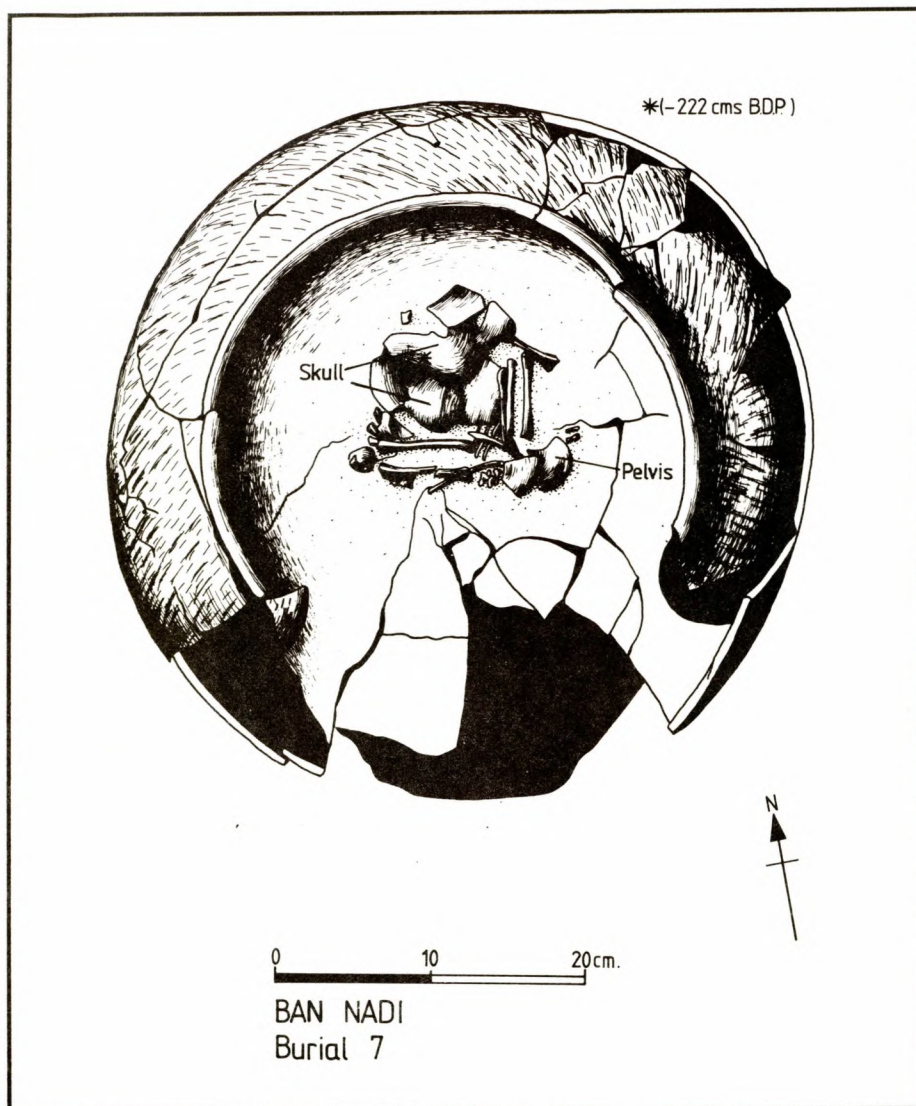 *(-222 cms B.D.P.)
Skull
Pelvis
N
0 10 20cm.
BAN NADI
Burial 7